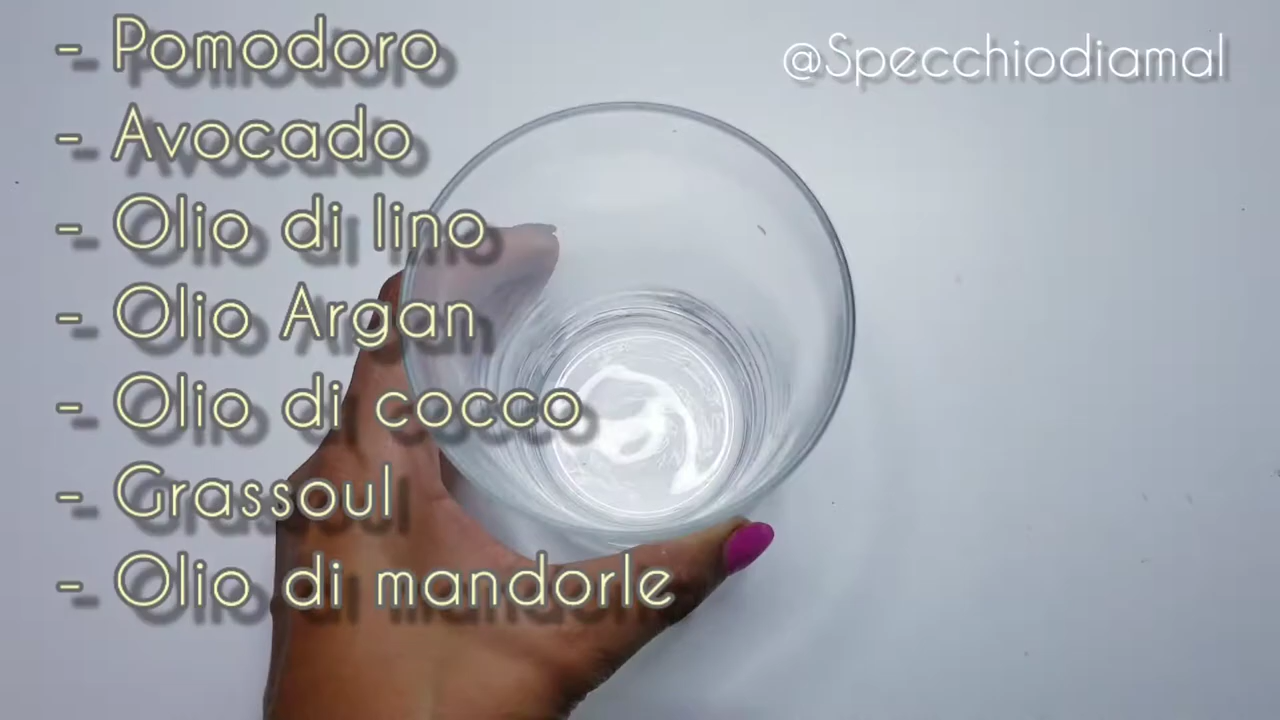 - Pomodoro
@Specchiodiamal
- Avocado
- Olio di lino
- Olio Argan
- Olio di cocco
- Grassoul
- Olio di mandorle